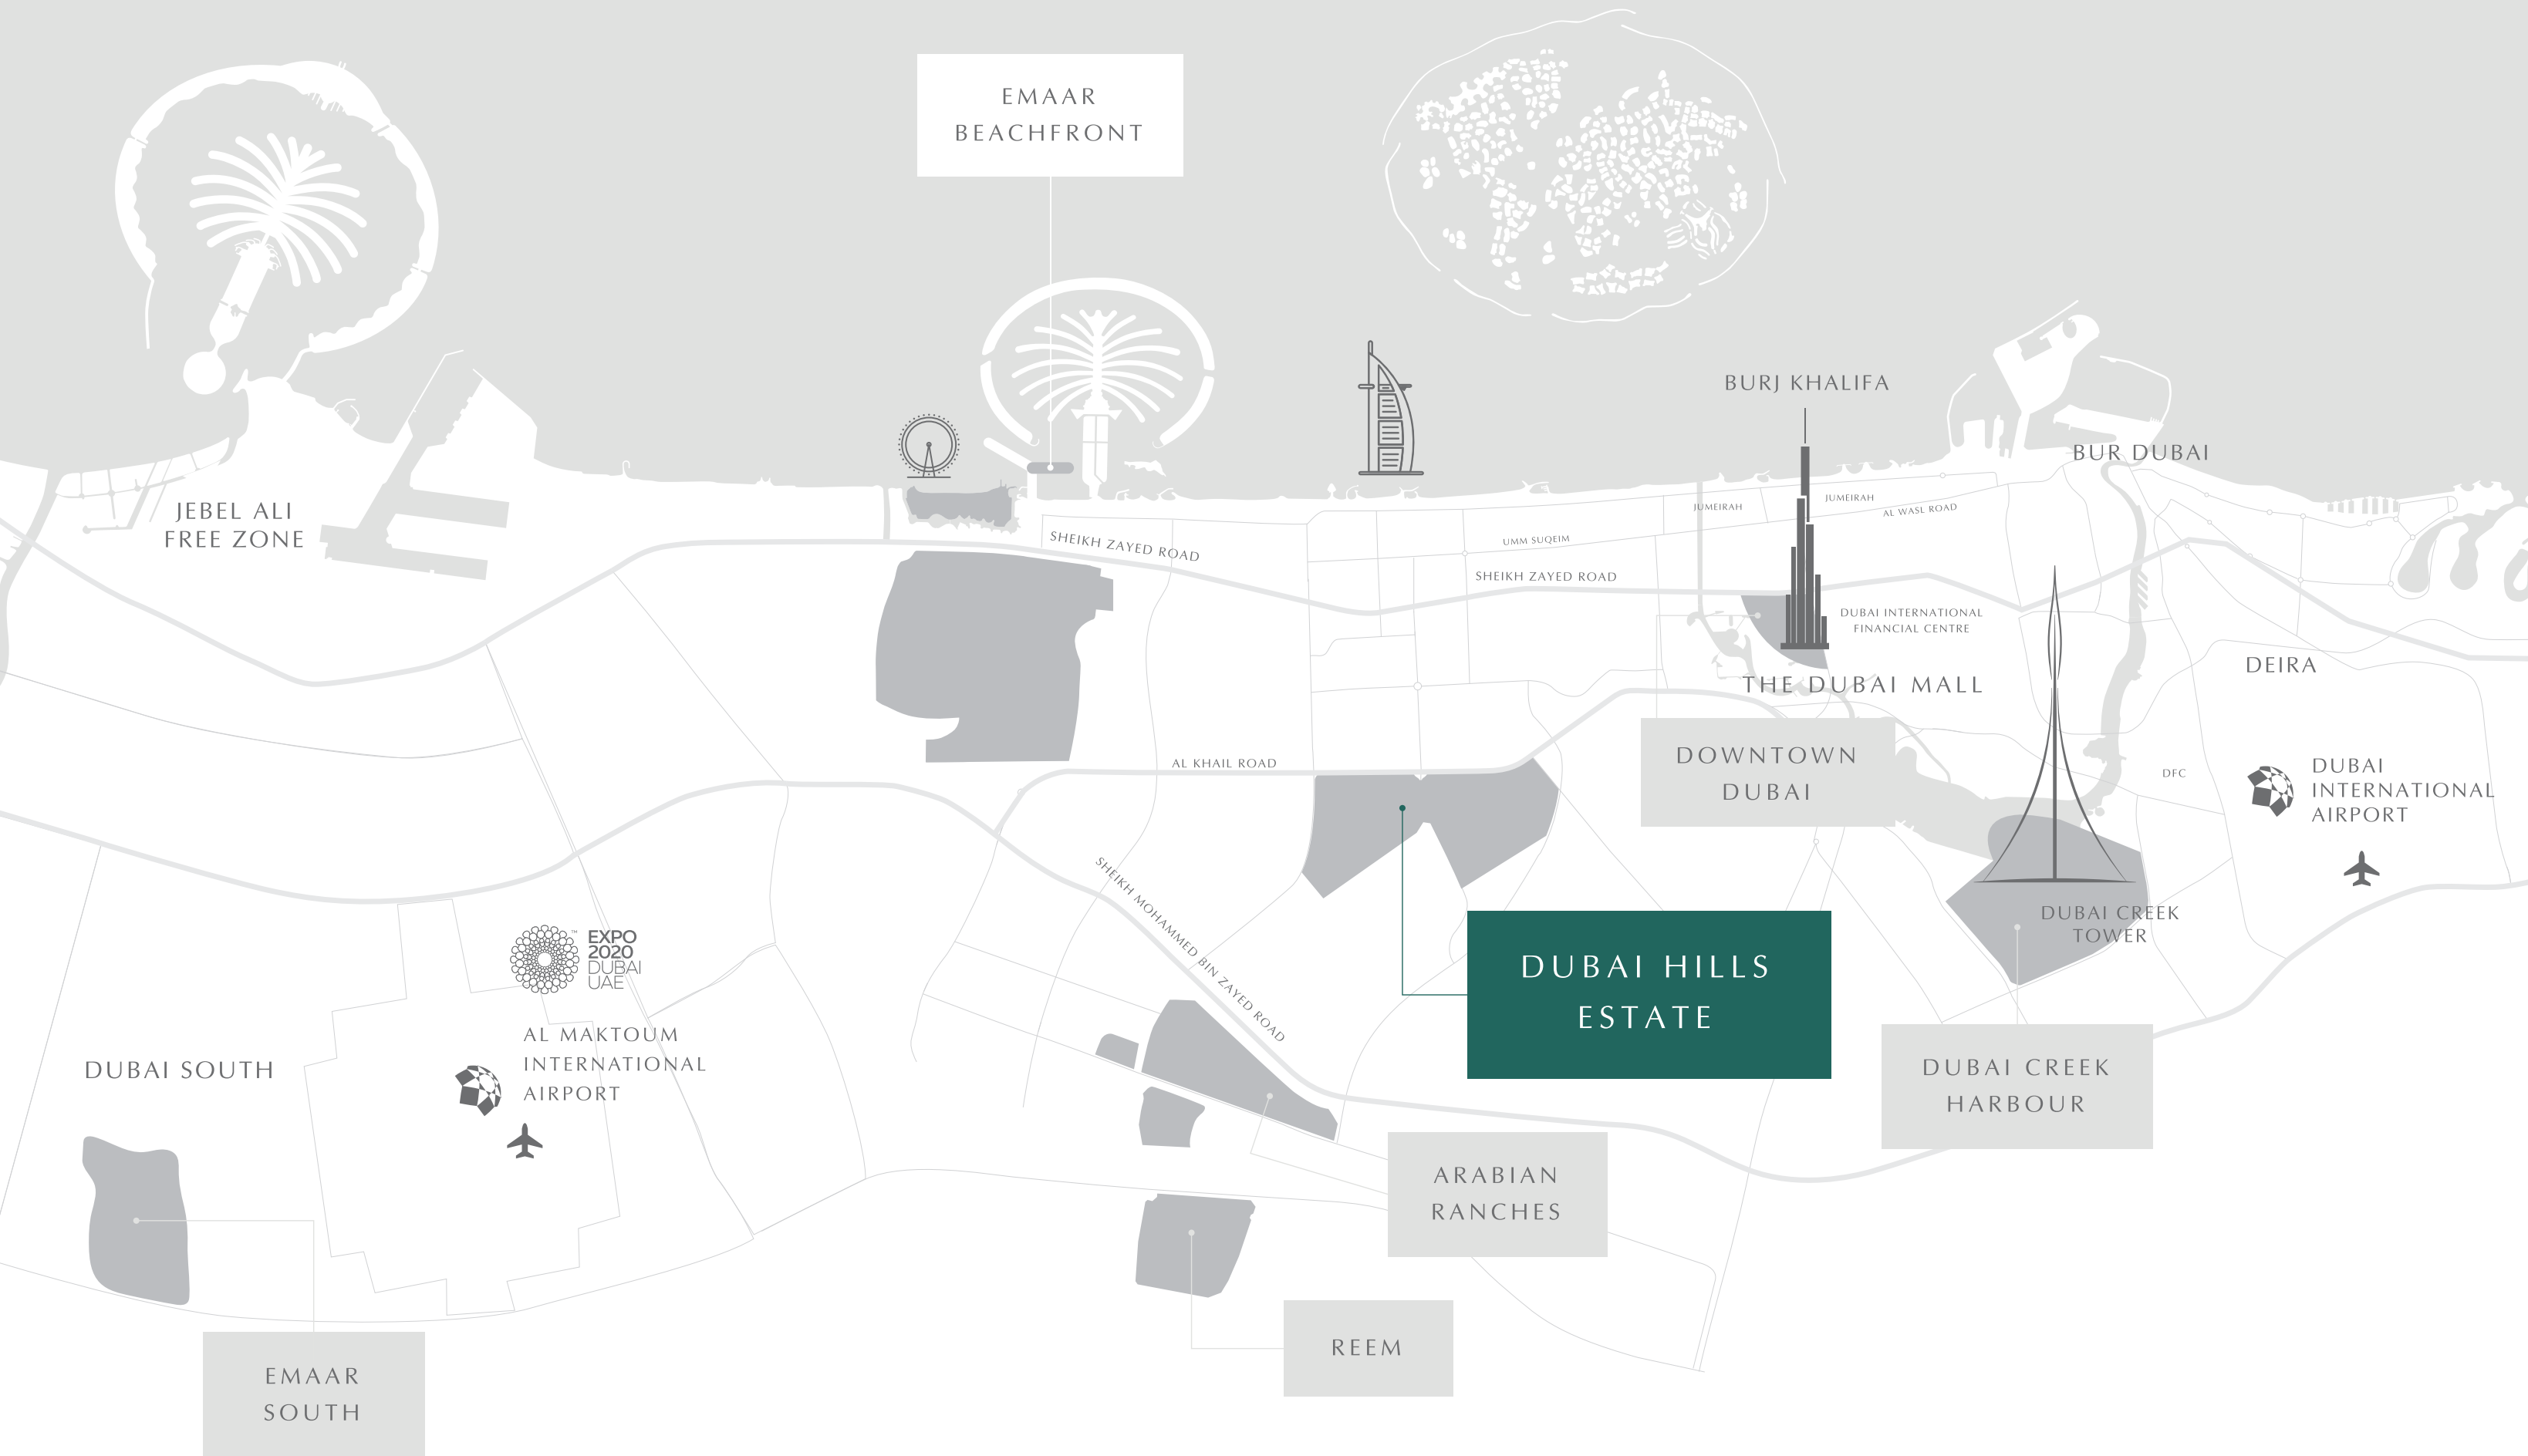 EMAAR
BEACHFRONT
BURJ KHALIFA
BUR DUBAI
JEBEL ALI
FREE ZONE
JUMEIRAH
JUMEIRAH
AL WASL ROAD
SHEIKH ZAYED ROAD
UMM SUQEIM
SHEIKH ZAYED ROAD
DUBAI INTERNATIONAL
FINANCIAL CENTRE
DEIRA
THE DUBAI MALL
DOWNTOWN
DUBAI
AL KHAIL ROAD
DFC
DUBAI
INTERNATIONAL
AIRPORT
SHEIKH MOHAMMED BIN ZAYED ROAD
DUBAI CREEK
TOWER
™
EXPO
2020
DUBAI
UAE
DUBAI HILLS
ESTATE
AL MAKTOUM
INTERNATIONAL
AIRPORT
DUBAI SOUTH
DUBAI CREEK
HARBOUR
ARABIAN
RANCHES
REEM
EMAAR
SOUTH